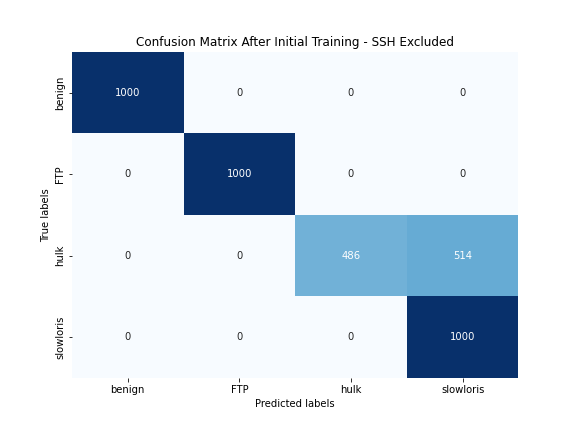 Confusion Matrix After Initial Training - SSH Excluded
True labels
benign
1000 0 0 0
FTP
0 1000 0 0
hulk
0 0 486 514
slowloris
0 0 0 1000
benign FTP hulk slowloris
Predicted labels